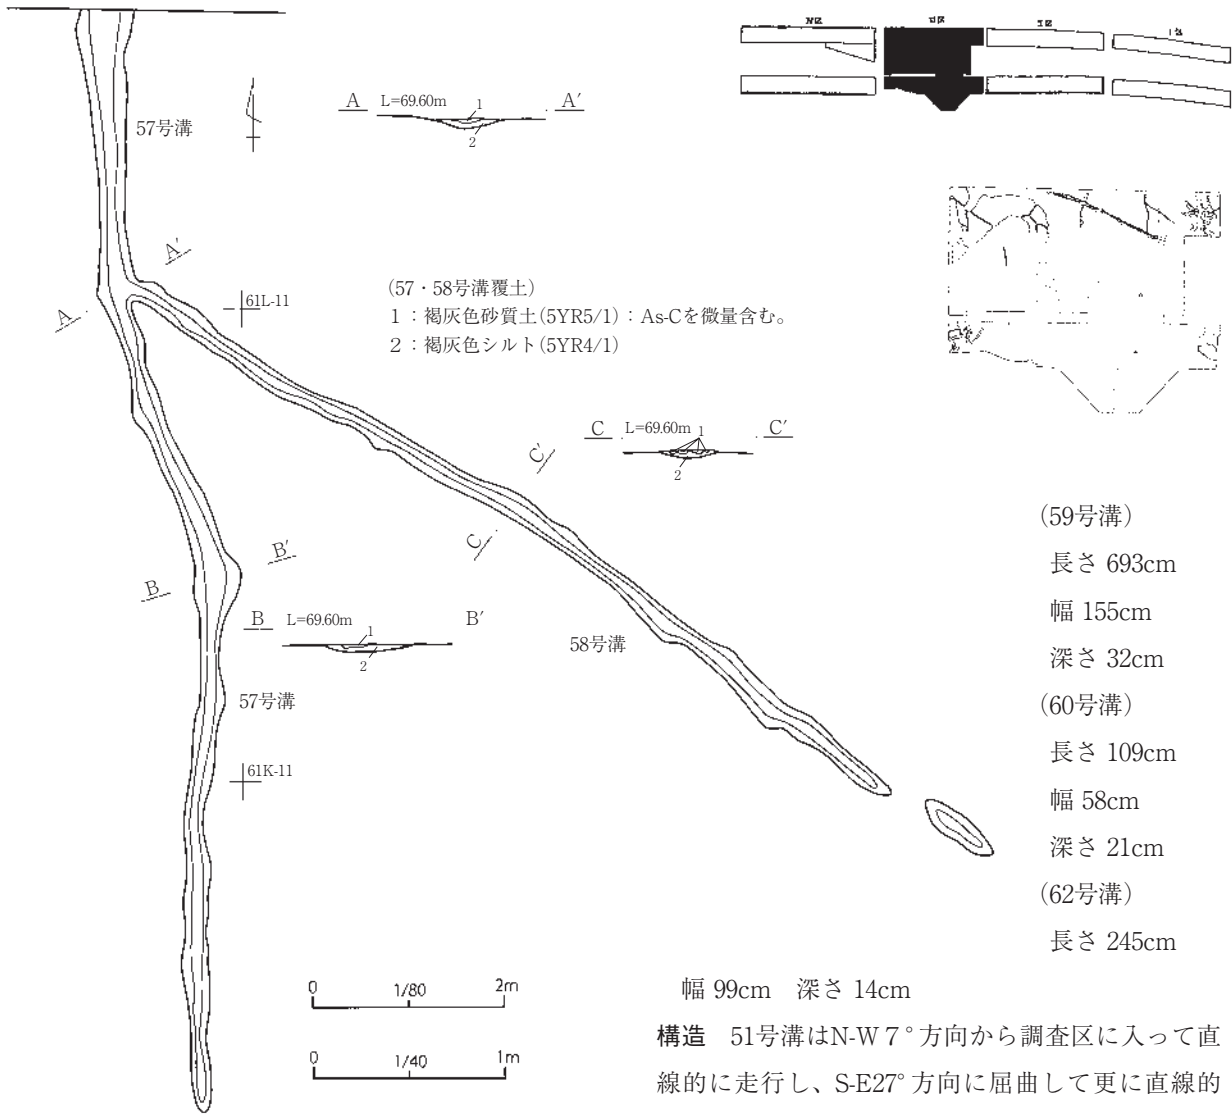 57号溝
A L=69.60m 1 A′
2
A′
A
61L-11
(57・58号溝覆土)
1：褐灰色砂質土(5YR5/1)：As-Cを微量含む。
2：褐灰色シルト(5YR4/1)
C L=69.60m 1 C′
2
C′
C
B′
B
B L=69.60m 1 B′
2
58号溝
57号溝
61K-11
(59号溝)
長さ 693cm
幅 155cm
深さ 32cm
(60号溝)
長さ 109cm
幅 58cm
深さ 21cm
(62号溝)
長さ 245cm
幅 99cm　深さ 14cm
0 1/80 2m
0 1/40 1m
構造　51号溝はN-W 7°方向から調査区に入って直
線的に走行し、S-E27°方向に屈曲して更に直線的